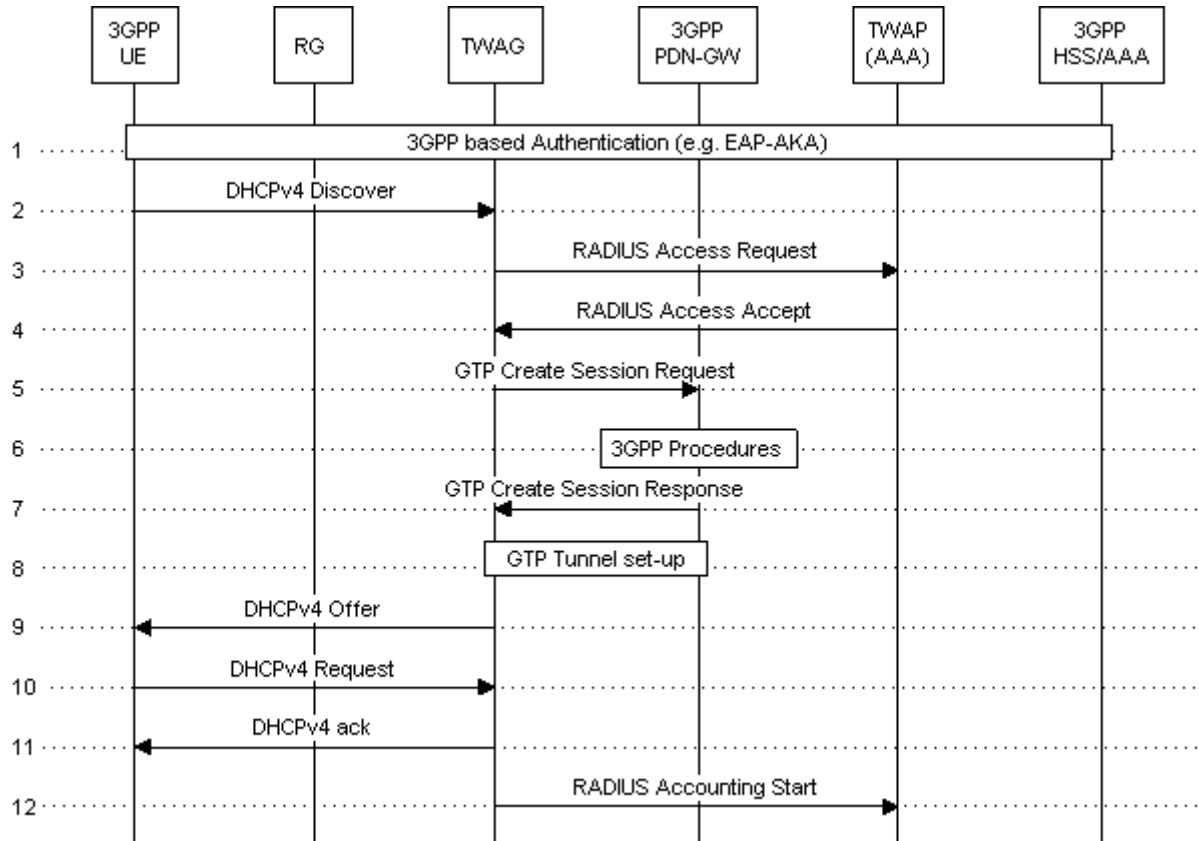 3GPP
UE
RG
TWAG
3GPP
PDN-GW
TWAP
(AAA)
3GPP
HSS/AAA
1
3GPP based Authentication (e.g. EAP-AKA)
2
DHCPv4 Discover
3
RADIUS Access Request
4
RADIUS Access Accept
5
GTP Create Session Request
6
3GPP Procedures
7
GTP Create Session Response
8
GTP Tunnel set-up
9
DHCPv4 Offer
10
DHCPv4 Request
11
DHCPv4 ack
12
RADIUS Accounting Start